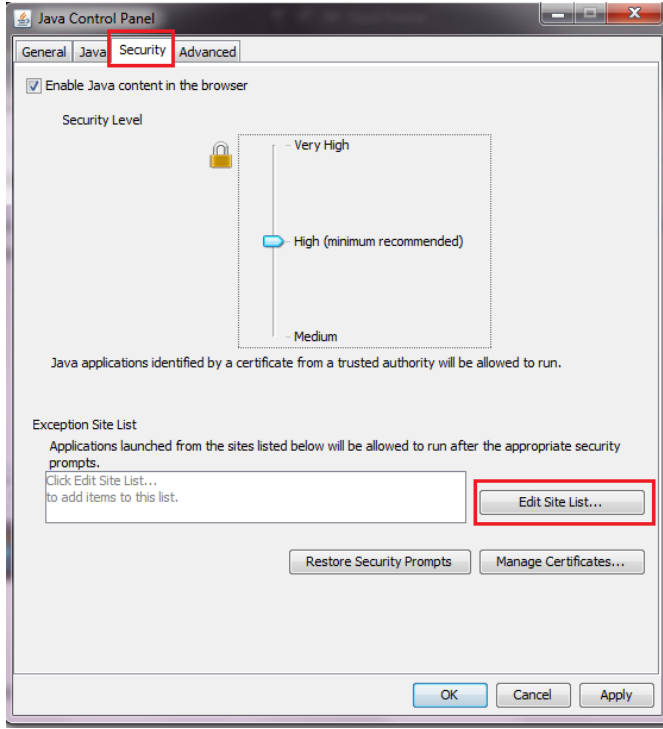 Java Control Panel
General Java Security Advanced
Enable Java content in the browser
Security Level
Very High
High (minimum recommended)
Medium
Java applications identified by a certificate from a trusted authority will be allowed to run.
Exception Site List
Applications launched from the sites listed below will be allowed to run after the appropriate security
prompts.
Click Edit Site List...
to add items to this list.
Edit Site List...
Restore Security Prompts Manage Certificates...
OK Cancel Apply